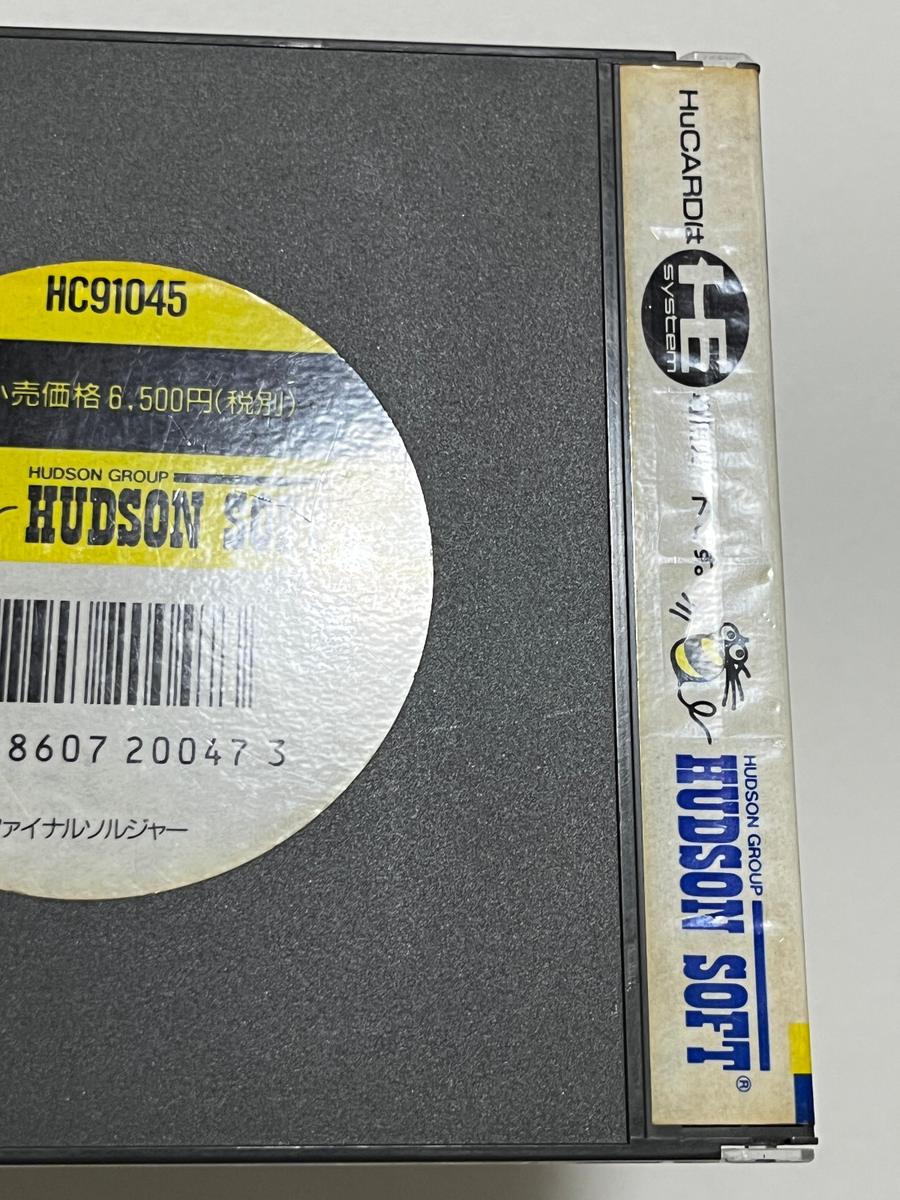 HC91045
小売価格 6,500円(税別)
HUDSON GROUP
HUDSON SOFT
8607 20047 3
ファイナルソルジャー
HuCARDは
HE
system
す。
HUDSON GROUP
HUDSON SOFT®